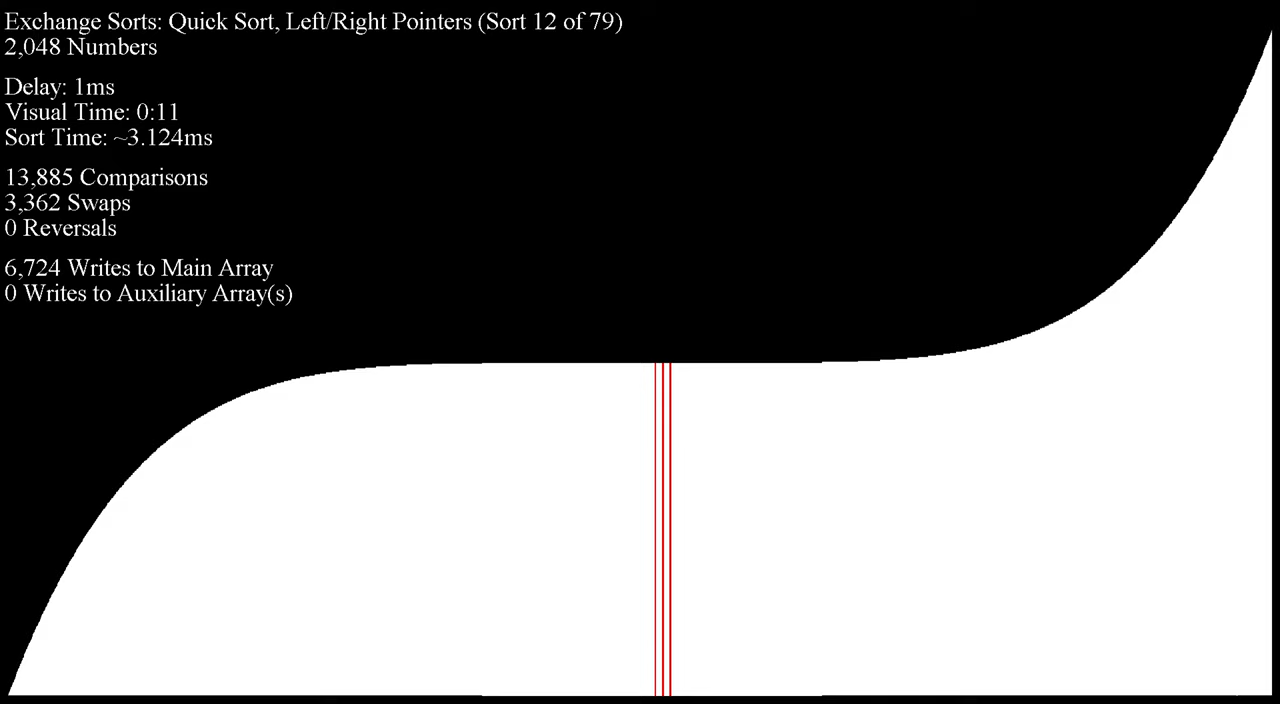 Exchange Sorts: Quick Sort, Left/Right Pointers (Sort 12 of 79)
2,048 Numbers
Delay: 1ms
Visual Time: 0:11
Sort Time: ~3.124ms
13,885 Comparisons
3,362 Swaps
0 Reversals
6,724 Writes to Main Array
0 Writes to Auxiliary Array(s)